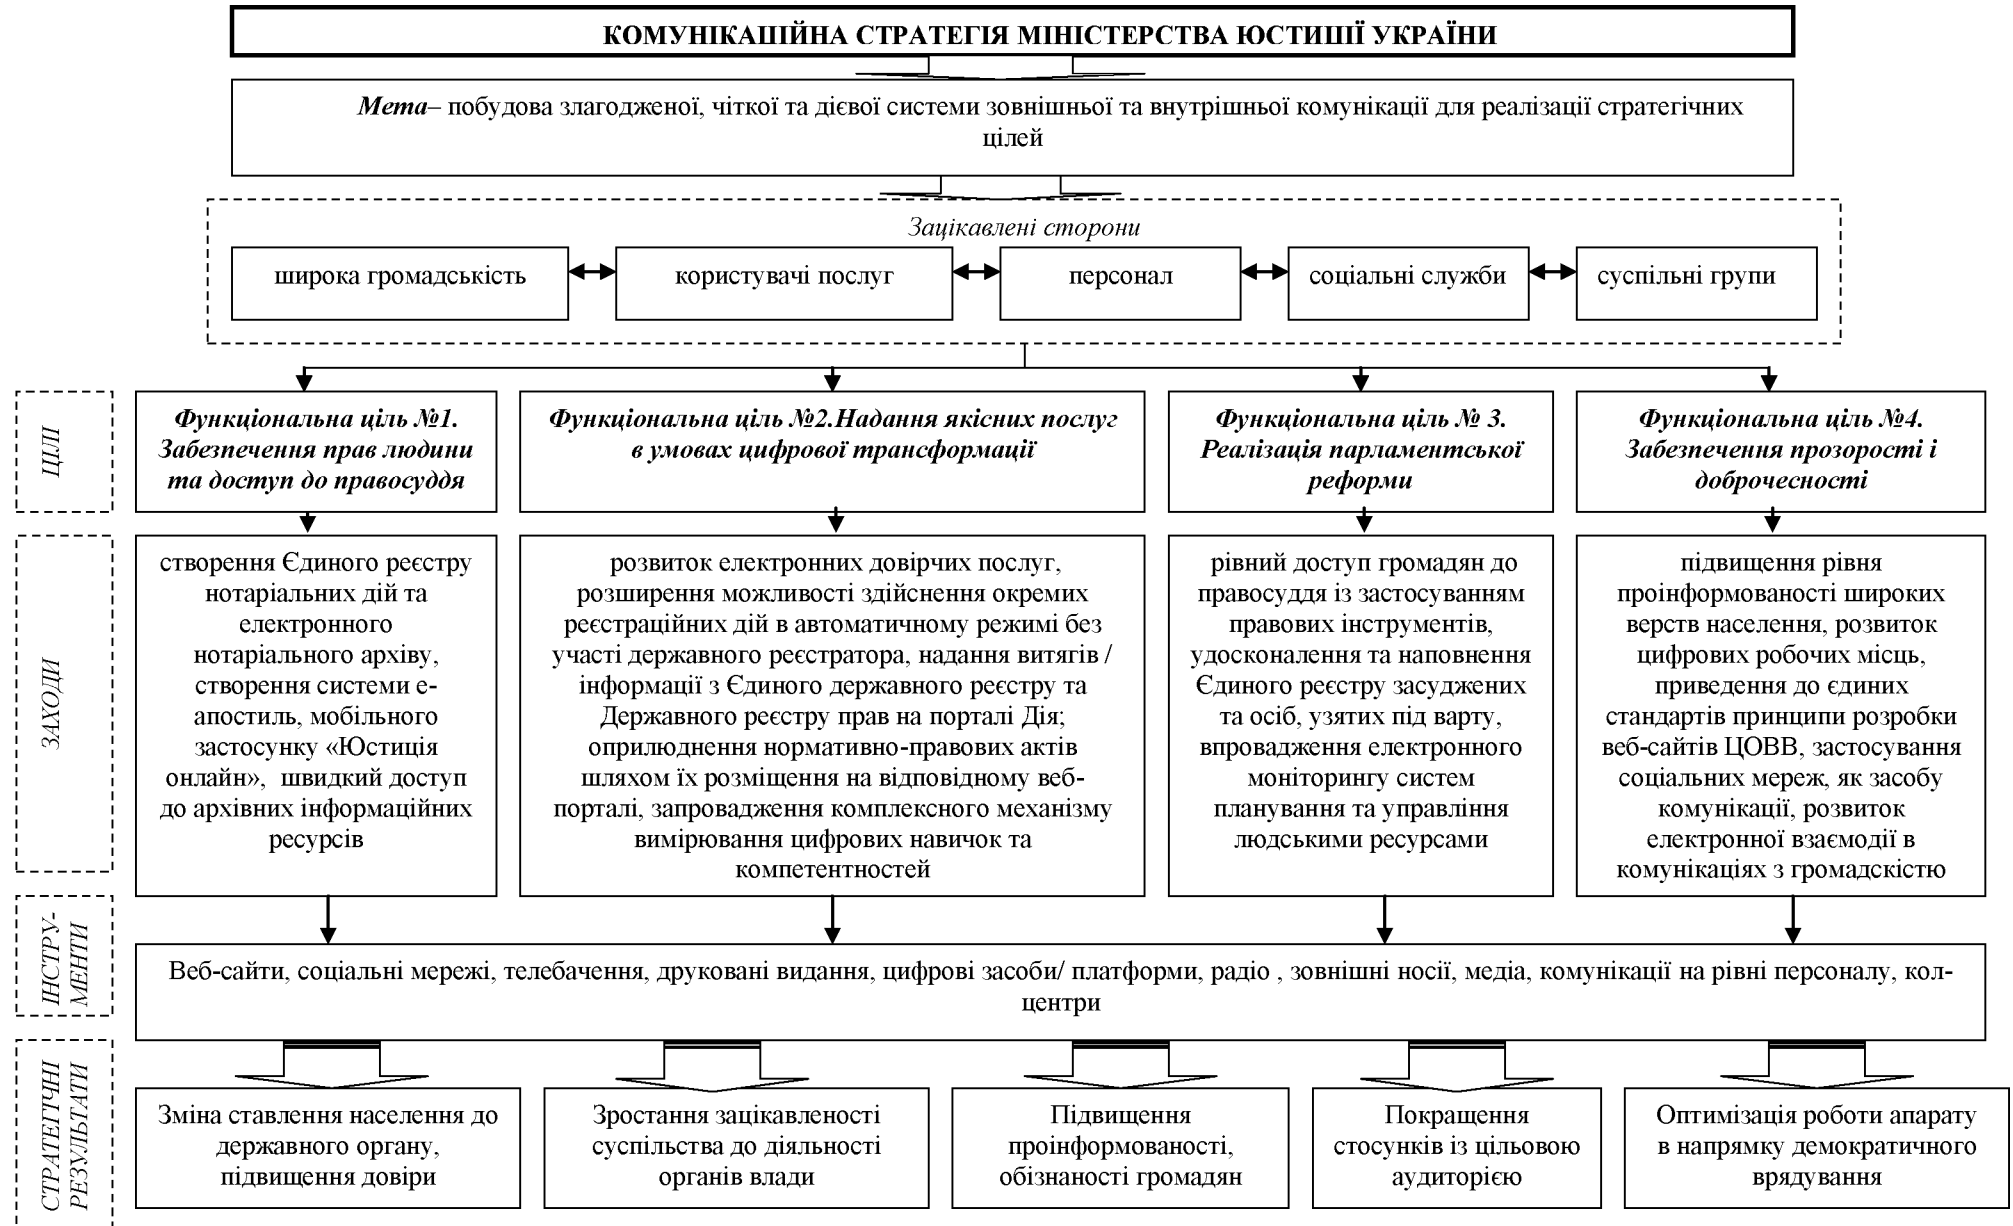 КОМУНІКАШІЙНА СТРАТЕГІЯ МІНІСТЕРСТВА ЮСТИШІЇ УКРАЇНИ
Мета– побудова злагодженої, чіткої та дієвої системи зовнішньої та внутрішньої комунікації для реалізації стратегічних
цілей
Зацікавлені сторони
широка громадськість
користувачі послуг
персонал
соціальні служби
суспільні групи
ЦІЛІ
Функціональна ціль №1.
Забезпечення прав людини
та доступ до правосуддя
Функціональна ціль №2.Надання якісних послуг
в умовах цифрової трансформації
Функціональна ціль № 3.
Реалізація парламентської
реформи
Функціональна ціль №4.
Забезпечення прозорості і
доброчесності
ЗАХОДИ
створення Єдиного реєстру
нотаріальних дій та
електронного
нотаріального архіву,
створення системи е-
апостиль, мобільного
застосунку «Юстиція
онлайн», швидкий доступ
до архівних інформаційних
ресурсів
розвиток електронних довірчих послуг,
розширення можливості здійснення окремих
реєстраційних дій в автоматичному режимі без
участі державного реєстратора, надання витягів /
інформації з Єдиного державного реєстру та
Державного реєстру прав на порталі Дія;
оприлюднення нормативно-правових актів
шляхом їх розміщення на відповідному веб-
порталі, запровадження комплексного механізму
вимірювання цифрових навичок та
компетентностей
рівний доступ громадян до
правосуддя із застосуванням
правових інструментів,
удосконалення та наповнення
Єдиного реєстру засуджених
та осіб, узятих під варту,
впровадження електронного
моніторингу систем
планування та управління
людськими ресурсами
підвищення рівня
проінформованості широких
верств населення, розвиток
цифрових робочих місць,
приведення до єдиних
стандартів принципи розробки
веб-сайтів ЦОВВ, застосування
соціальних мереж, як засобу
комунікації, розвиток
електронної взаємодії в
комунікаціях з громадскістю
ІНСТРУ-
МЕНТИ
Веб-сайти, соціальні мережі, телебачення, друковані видання, цифрові засоби/ платформи, радіо , зовнішні носії, медіа, комунікації на рівні персоналу, кол-
центри
СТРАТЕГІЧНІ
РЕЗУЛЬТАТИ
Зміна ставлення населення до
державного органу,
підвищення довіри
Зростання зацікавленості
суспільства до діяльності
органів влади
Підвищення
проінформованості,
обізнаності громадян
Покращення
стосунків із цільовою
аудиторією
Оптимізація роботи апарату
в напрямку демократичного
врядування